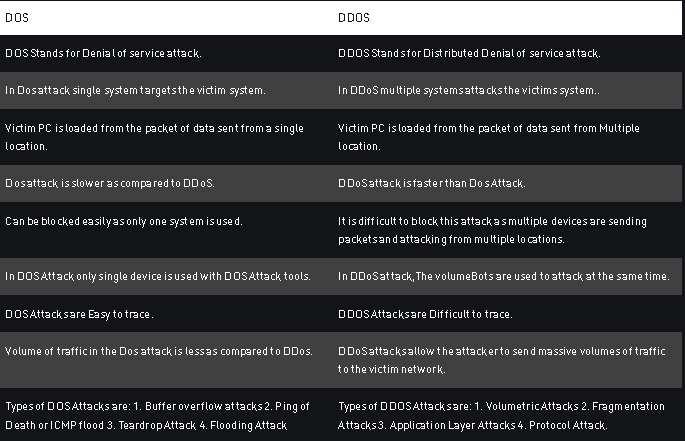 DOS
DDOS
DOS Stands for Denial of service attack.
DDOS Stands for Distributed Denial of service attack.
In Dos attack single system targets the victim system.
In DDoS multiple systems attacks the victims system..
Victim PC is loaded from the packet of data sent from a single
location.
Victim PC is loaded from the packet of data sent from Multiple
location.
Dos attack is slower as compared to DDoS.
DDoS attack is faster than Dos Attack.
Can be blocked easily as only one system is used.
It is difficult to block this attack as multiple devices are sending
packets and attacking from multiple locations.
In DOS Attack only single device is used with DOS Attack tools.
In DDoS attack,The volumeBots are used to attack at the same time.
DOS Attacks are Easy to trace.
DDOS Attacks are Difficult to trace.
Volume of traffic in the Dos attack is less as compared to DDos.
DDoS attacks allow the attacker to send massive volumes of traffic
to the victim network.
Types of DOS Attacks are: 1. Buffer overflow attacks 2. Ping of
Death or ICMP flood 3. Teardrop Attack 4. Flooding Attack
Types of DDOS Attacks are: 1. Volumetric Attacks 2. Fragmentation
Attacks 3. Application Layer Attacks 4. Protocol Attack.